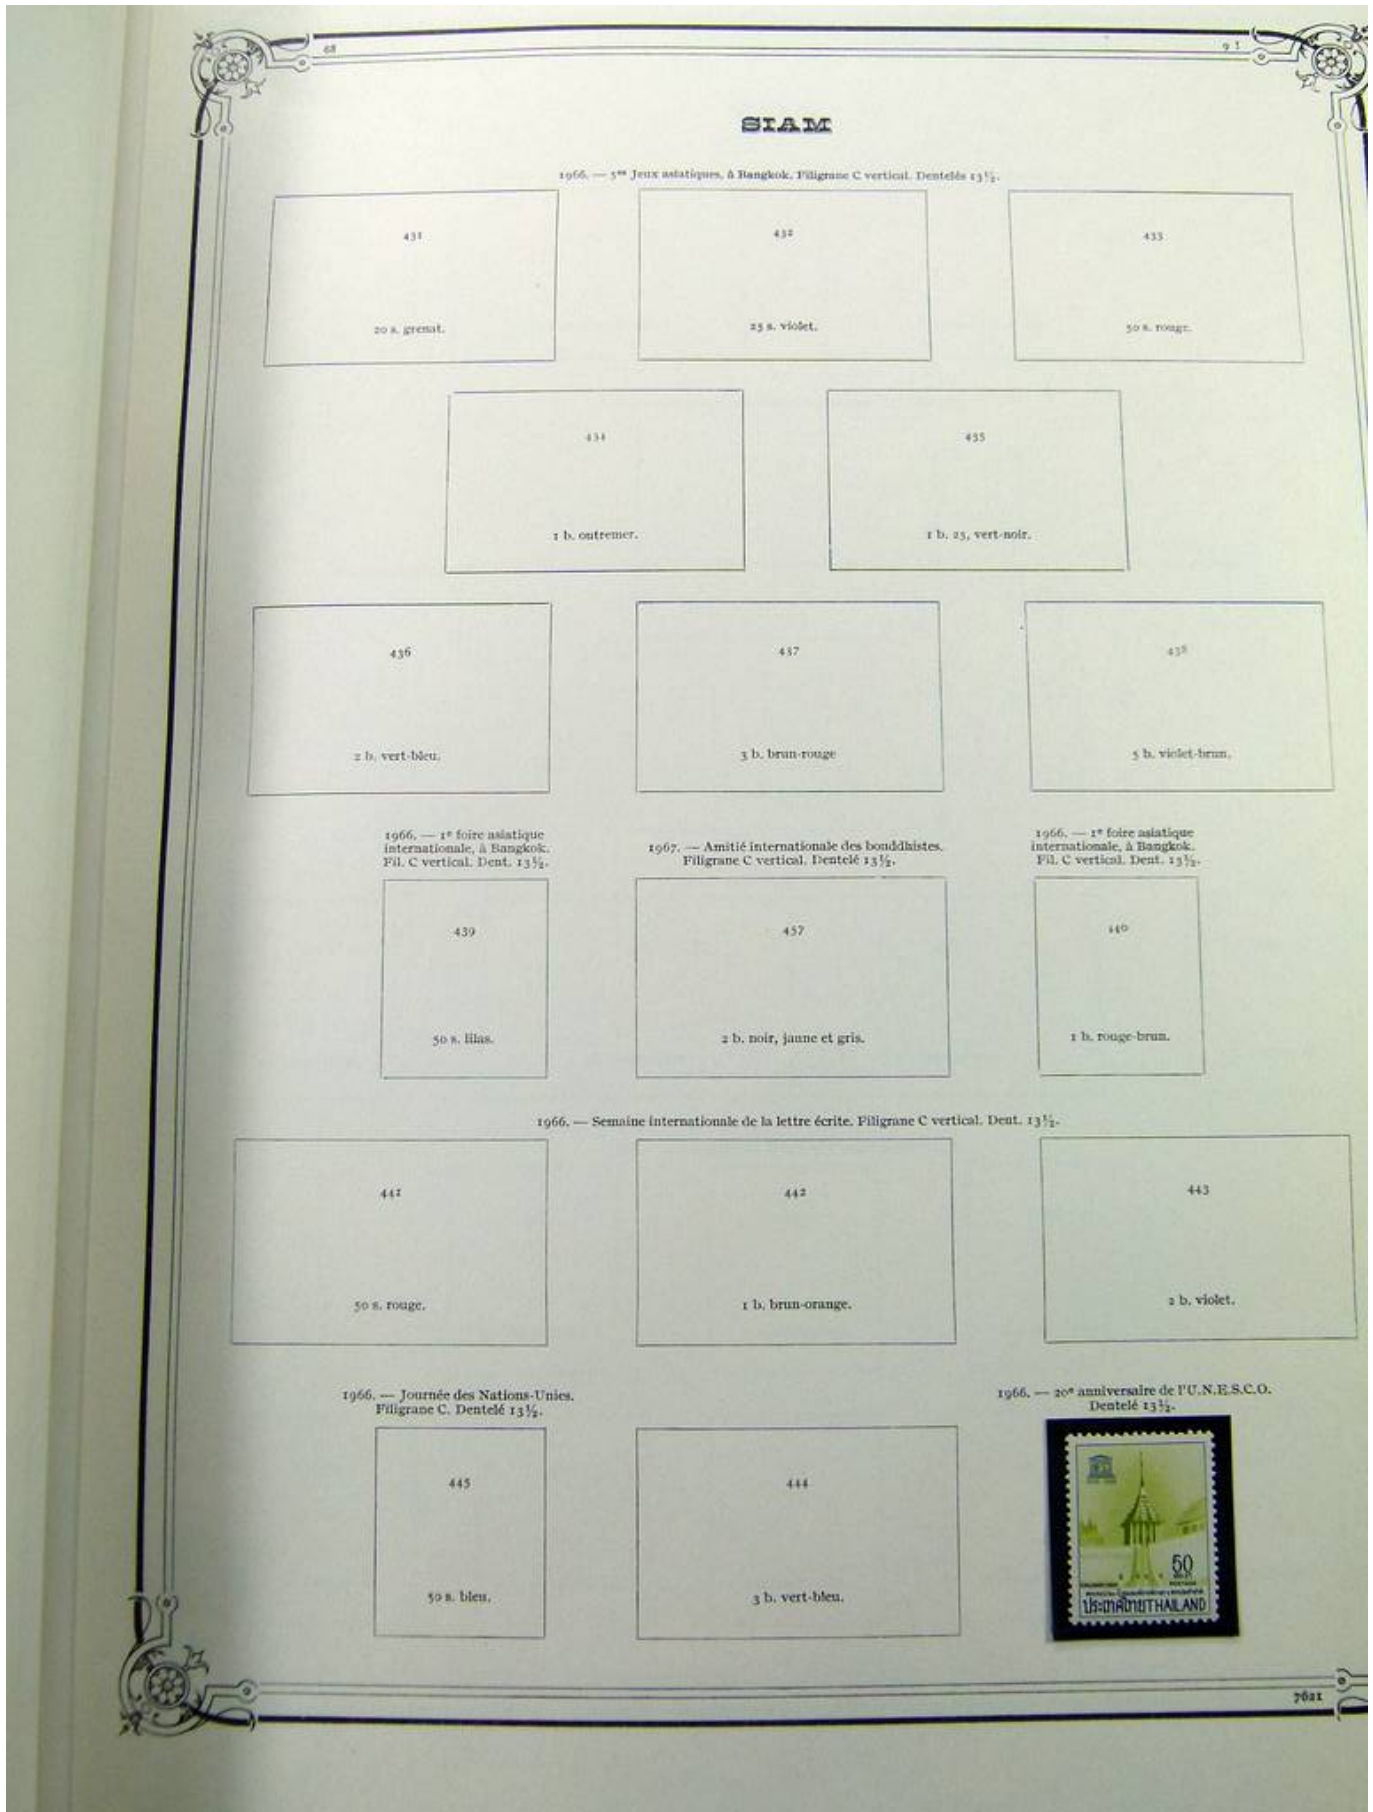 68
93
SIAM
1966. — 5es Jeux asiatiques, à Bangkok. Filigrane C vertical. Dentelés 13½.
431
432
433
20 s. grenat.
25 s. violet.
50 s. rouge.
434
435
1 b. outremer.
1 b. 25, vert-noir.
436
437
438
2 b. vert-bleu.
3 b. brun-rouge
5 b. violet-brun.
1966. — 1e foire asiatique
internationale, à Bangkok.
Fil. C vertical. Dent. 13½.
1967. — Amitié internationale des bouddhistes.
Filigrane C vertical. Dentelé 13½.
1966. — 1e foire asiatique
internationale, à Bangkok.
Fil. C vertical. Dent. 13½.
439
457
440
50 s. lilas.
2 b. noir, jaune et gris.
1 b. rouge-brun.
1966. — Semaine internationale de la lettre écrite. Filigrane C vertical. Dent. 13½.
441
442
443
50 s. rouge.
1 b. brun-orange.
2 b. violet.
1966. — Journée des Nations-Unies.
Filigrane C. Dentelé 13½.
1966. — 20e anniversaire de l'U.N.E.S.C.O.
Dentelé 13½.
445
444
50 s. bleu.
3 b. vert-bleu.
50
POSTAGE
ประเทศไทย THAILAND
7621